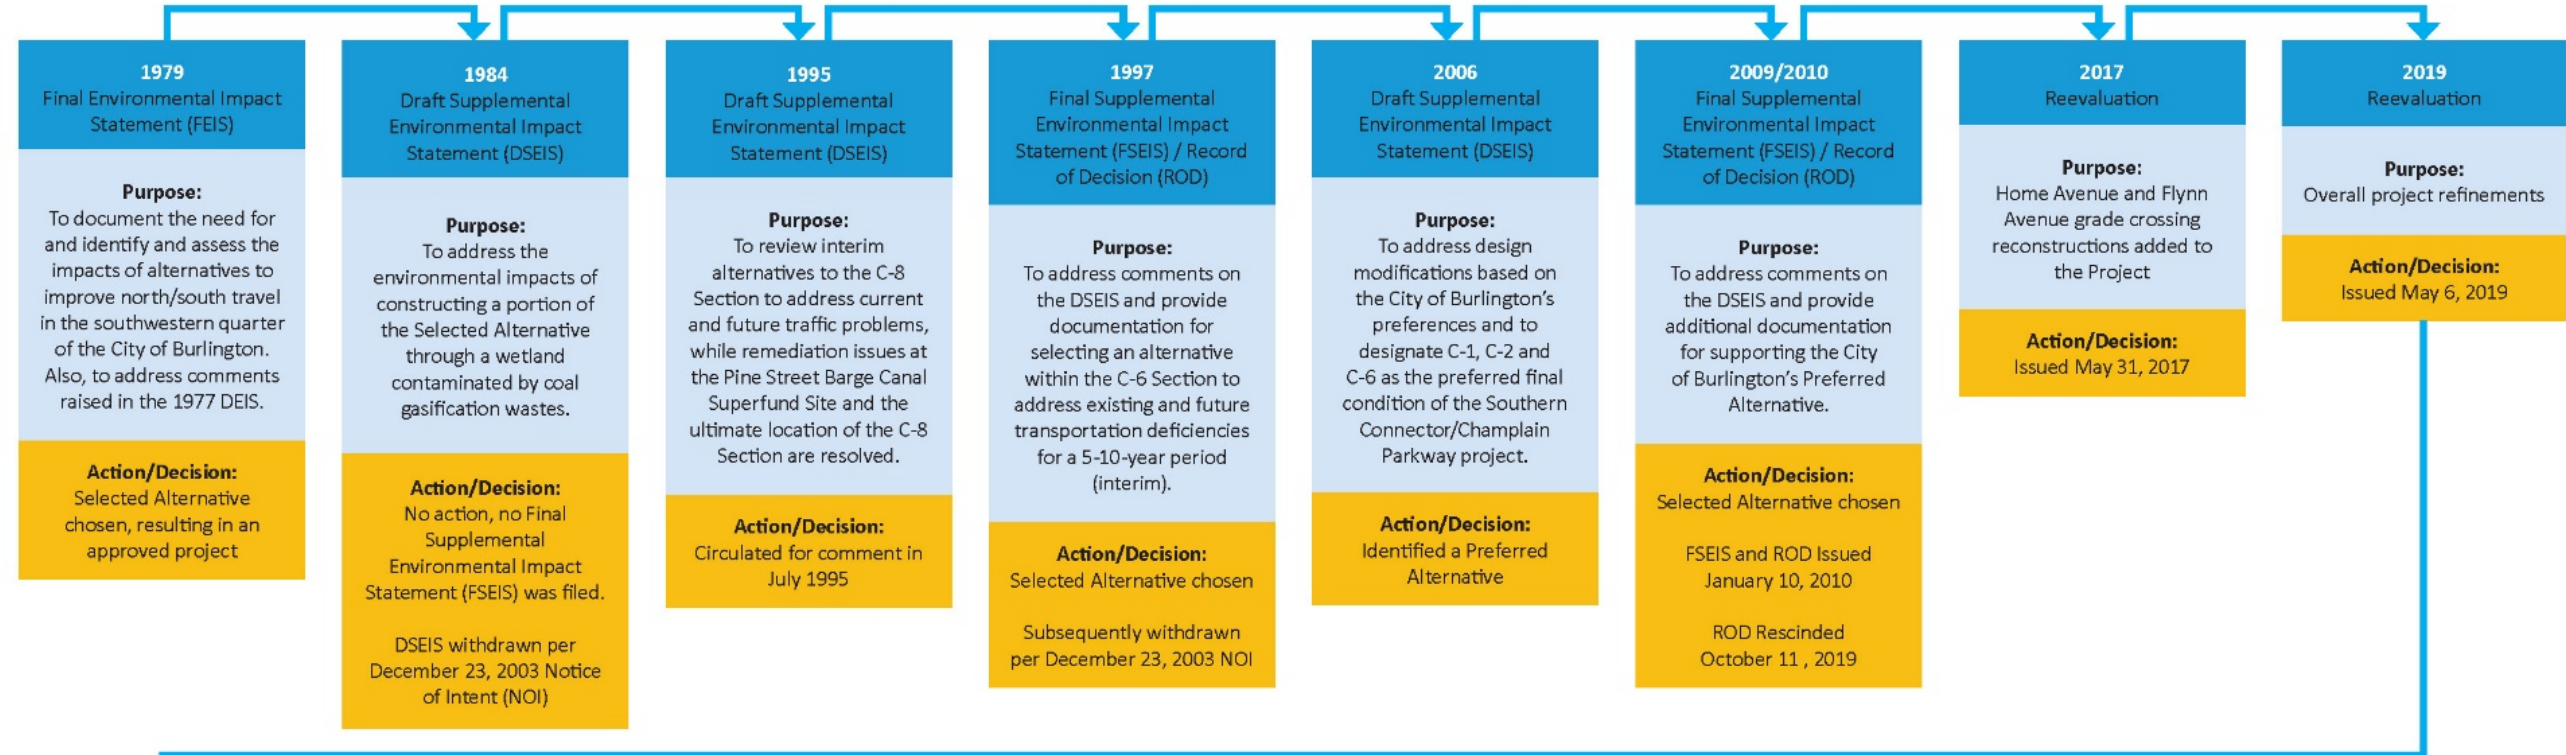 1979
Final Environmental Impact
Statement (FEIS)
Purpose:
To document the need for
and identify and assess the
impacts of alternatives to
improve north/south travel
in the southwestern quarter
of the City of Burlington.
Also, to address comments
raised in the 1977 DEIS.
Action/Decision:
Selected Alternative
chosen, resulting in an
approved project
1984
Draft Supplemental
Environmental Impact
Statement (DSEIS)
Purpose:
To address the
environmental impacts of
constructing a portion of
the Selected Alternative
through a wetland
contaminated by coal
gasification wastes.
Action/Decision:
No action, no Final
Supplemental
Environmental Impact
Statement (FSEIS) was filed.
DSEIS withdrawn per
December 23, 2003 Notice
of Intent (NOI)
1995
Draft Supplemental
Environmental Impact
Statement (DSEIS)
Purpose:
To review interim
alternatives to the C-8
Section to address current
and future traffic problems,
while remediation issues at
the Pine Street Barge Canal
Superfund Site and the
ultimate location of the C-8
Section are resolved.
Action/Decision:
Circulated for comment in
July 1995
1997
Final Supplemental
Environmental Impact
Statement (FSEIS) / Record
of Decision (ROD)
Purpose:
To address comments on
the DSEIS and provide
documentation for
selecting an alternative
within the C-6 Section to
address existing and future
transportation deficiencies
for a 5-10-year period
(interim).
Action/Decision:
Selected Alternative chosen
Subsequently withdrawn
per December 23, 2003 NOI
2006
Draft Supplemental
Environmental Impact
Statement (DSEIS)
Purpose:
To address design
modifications based on
the City of Burlington's
preferences and to
designate C-1, C-2 and
C-6 as the preferred final
condition of the Southern
Connector/Champlain
Parkway project.
Action/Decision:
Identified a Preferred
Alternative
2009/2010
Final Supplemental
Environmental Impact
Statement (FSEIS) / Record
of Decision (ROD)
Purpose:
To address comments on
the DSEIS and provide
additional documentation
for supporting the City
of Burlington's Preferred
Alternative.
Action/Decision:
Selected Alternative chosen
FSEIS and ROD Issued
January 10, 2010
ROD Rescinded
October 11 , 2019
2017
Reevaluation
Purpose:
Home Avenue and Flynn
Avenue grade crossing
reconstructions added to
the Project
Action/Decision:
Issued May 31, 2017
2019
Reevaluation
Purpose:
Overall project refinements
Action/Decision:
Issued May 6, 2019